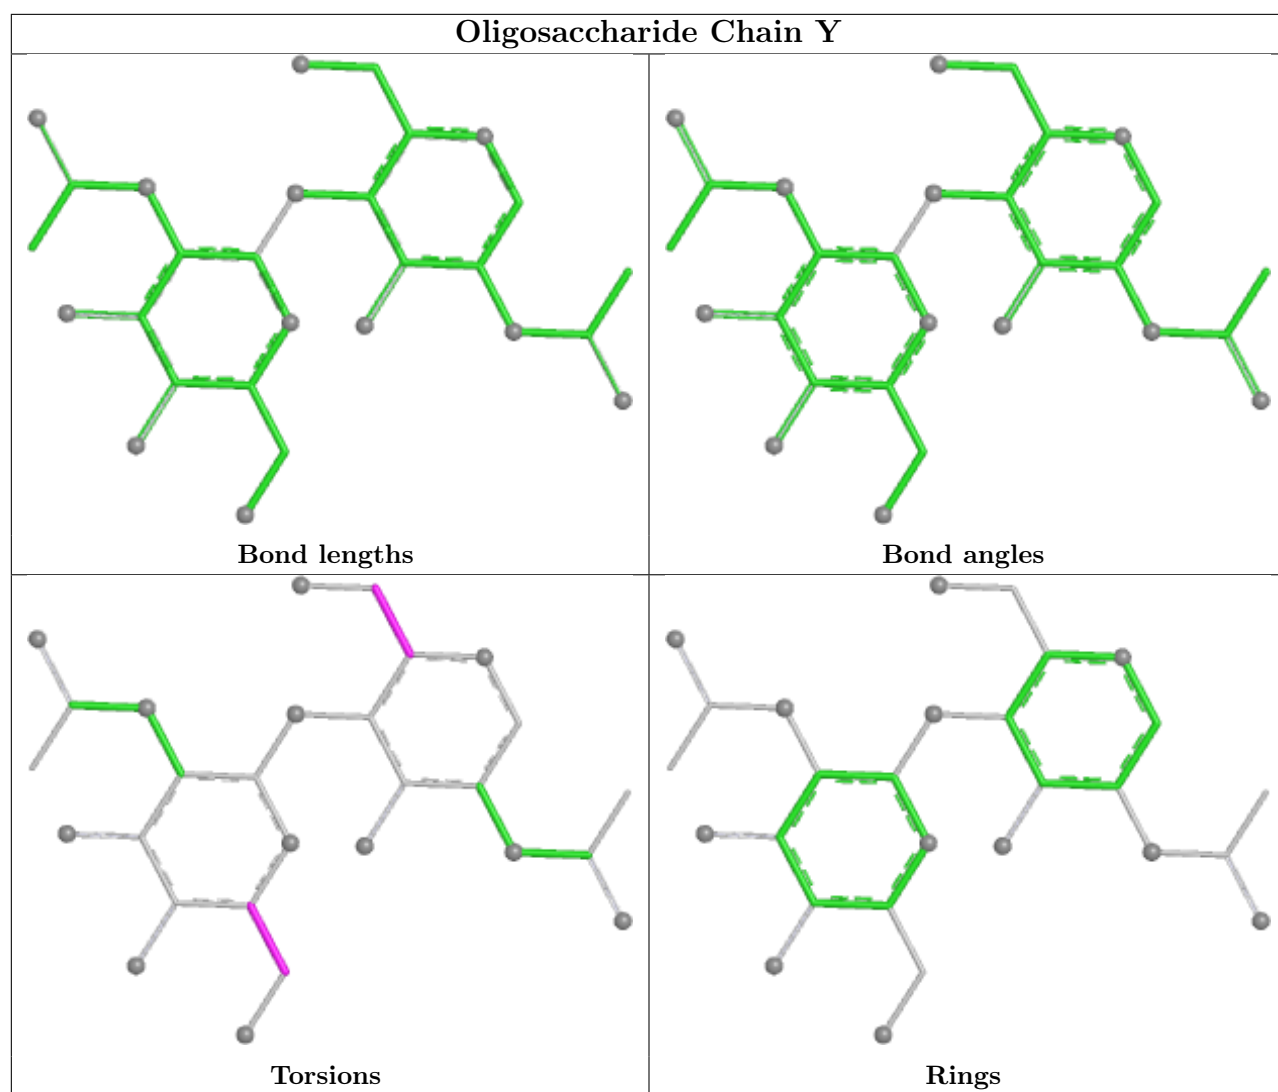 Oligosaccharide Chain Y
Bond lengths
Bond angles
Torsions
Rings